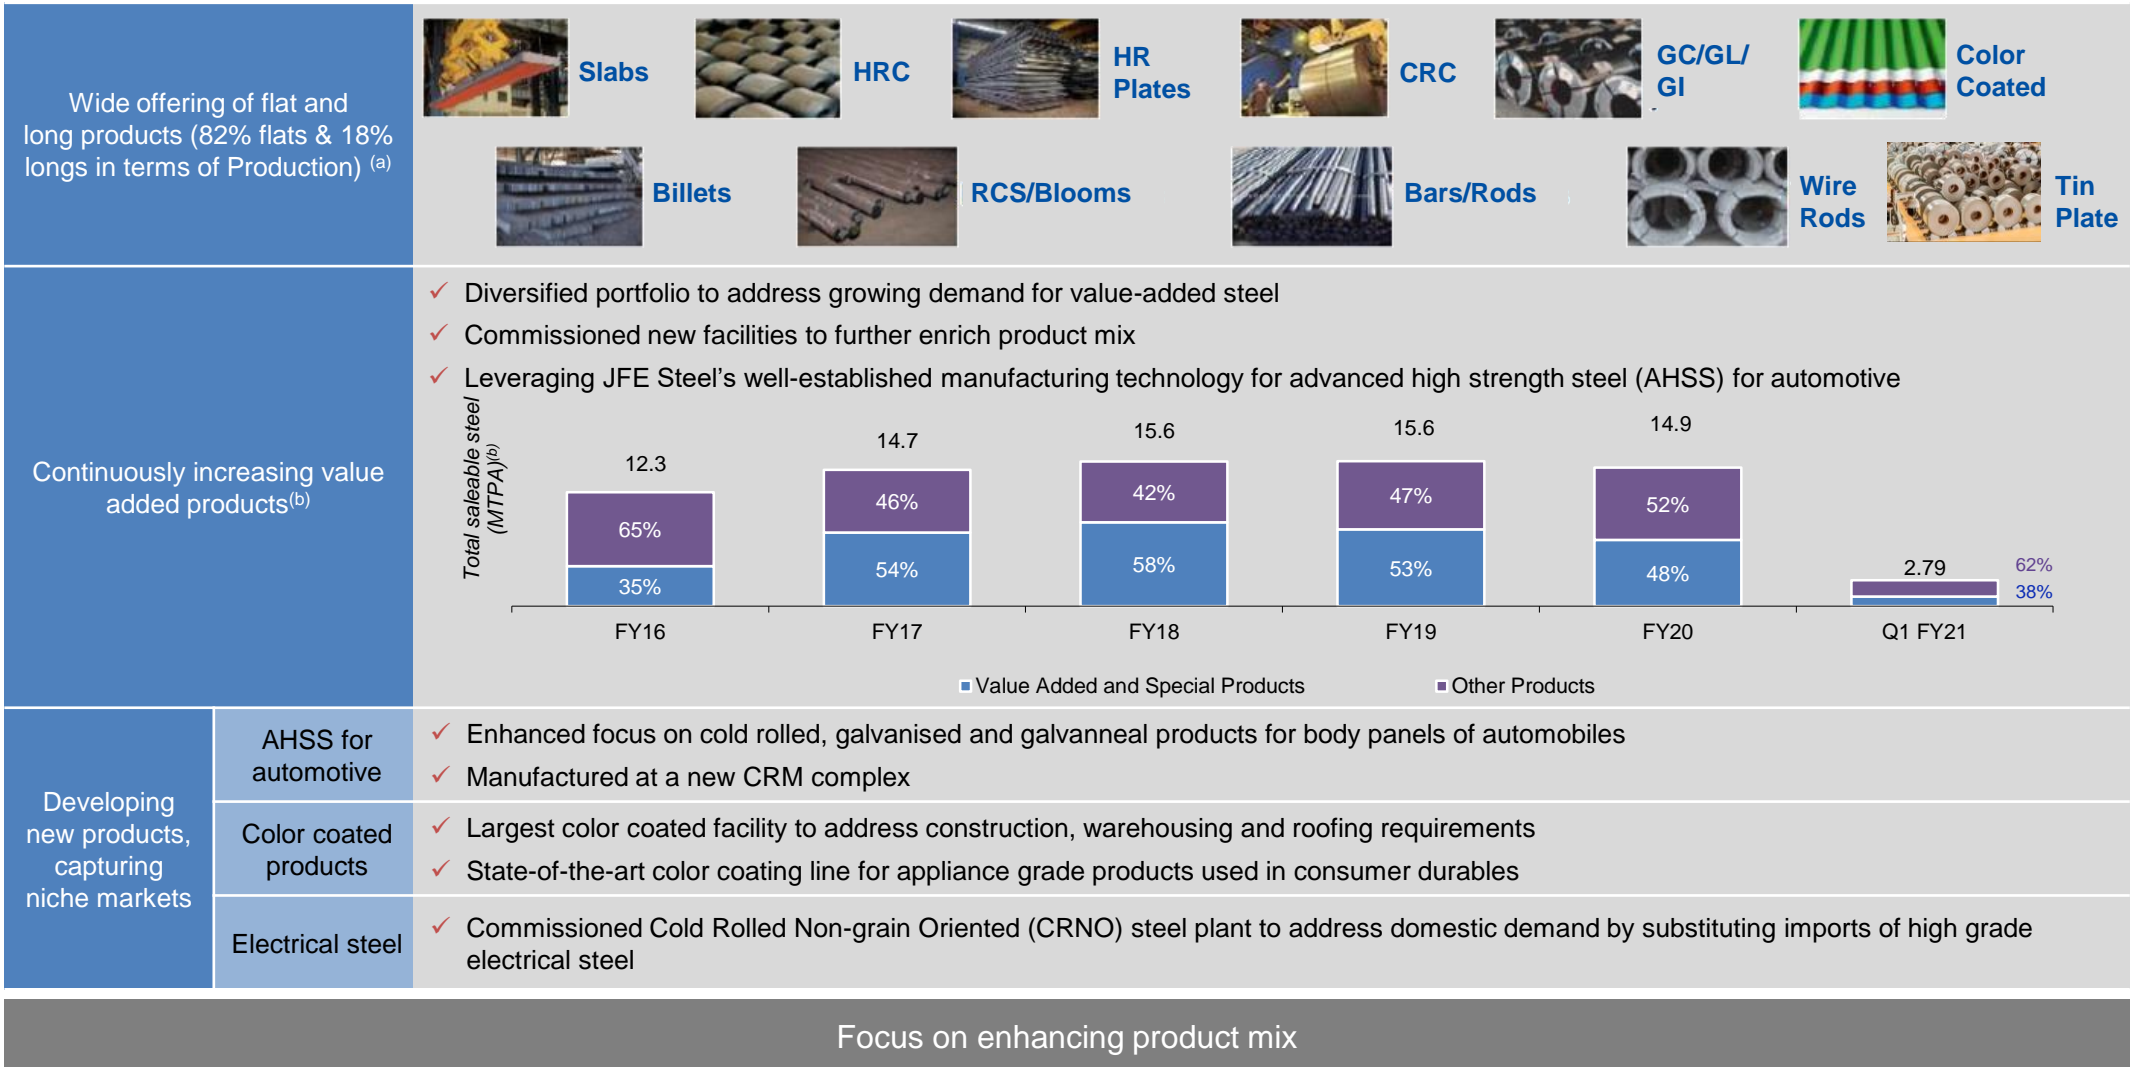 Wide offering of flat and
long products (82% flats & 18%
longs in terms of Production) (a)
Slabs
HRC
HR
Plates
CRC
GC/GL/
GI
Color
Coated
Billets
RCS/Blooms
Bars/Rods
Wire
Rods
Tin
Plate
Continuously increasing value
added products(b)
✓ Diversified portfolio to address growing demand for value-added steel
✓ Commissioned new facilities to further enrich product mix
✓ Leveraging JFE Steel’s well-established manufacturing technology for advanced high strength steel (AHSS) for automotive
Total saleable steel
(MTPA)(b)
12.3
14.7
15.6
15.6
14.9
2.79
65%
46%
42%
47%
52%
62%
35%
54%
58%
53%
48%
38%
FY16
FY17
FY18
FY19
FY20
Q1 FY21
Value Added and Special Products
Other Products
Developing
new products,
capturing
niche markets
AHSS for
automotive
✓ Enhanced focus on cold rolled, galvanised and galvanneal products for body panels of automobiles
✓ Manufactured at a new CRM complex
Color coated
products
✓ Largest color coated facility to address construction, warehousing and roofing requirements
✓ State-of-the-art color coating line for appliance grade products used in consumer durables
Electrical steel
✓ Commissioned Cold Rolled Non-grain Oriented (CRNO) steel plant to address domestic demand by substituting imports of high grade
electrical steel
Focus on enhancing product mix